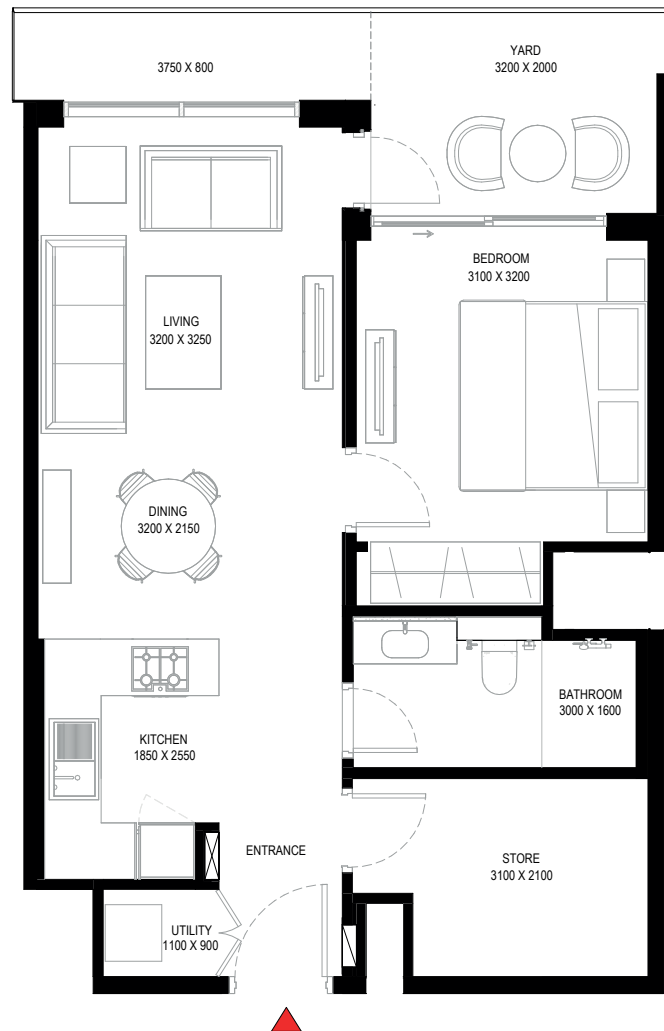 3750 X 800
YARD
3200 X 2000
BEDROOM
3100 X 3200
LIVING
3200 X 3250
DINING
3200 X 2150
BATHROOM
3000 X 1600
KITCHEN
1850 X 2550
ENTRANCE
STORE
3100 X 2100
UTILITY
1100 X 900